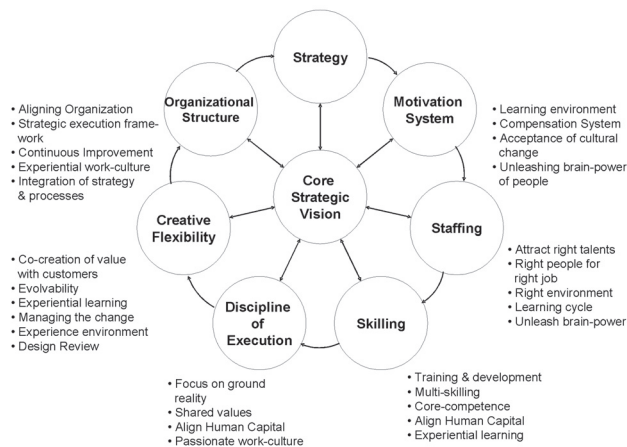 Strategy
Organizational
Structure
Motivation
System
• Aligning Organization
• Strategic execution frame-
work
• Continuous Improvement
• Experiential work-culture
• Integration of strategy
& processes
• Learning environment
• Compensation System
• Acceptance of cultural
change
• Unleashing brain-power
of people
Core
Strategic
Vision
Creative
Flexibility
Staffing
• Co-creation of value
with customers
• Evolvability
• Experiential learning
• Managing the change
• Experience environment
• Design Review
• Attract right talents
• Right people for
right job
• Right environment
• Learning cycle
• Unleash brain-power
Discipline
of
Execution
Skilling
• Focus on ground
reality
• Shared values
• Align Human Capital
• Passionate work-culture
• Training & development
• Multi-skilling
• Core-competence
• Align Human Capital
• Experiential learning